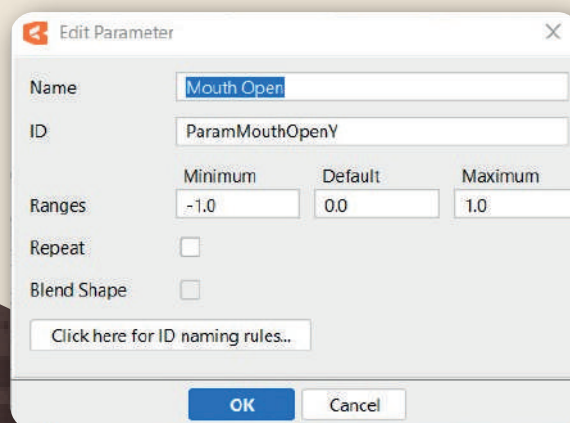 Edit Parameter
Name Mouth Open
ID ParamMouthOpenY
Minimum Default Maximum
Ranges -1.0 0.0 1.0
Repeat
Blend Shape
Click here for ID naming rules...
OK Cancel